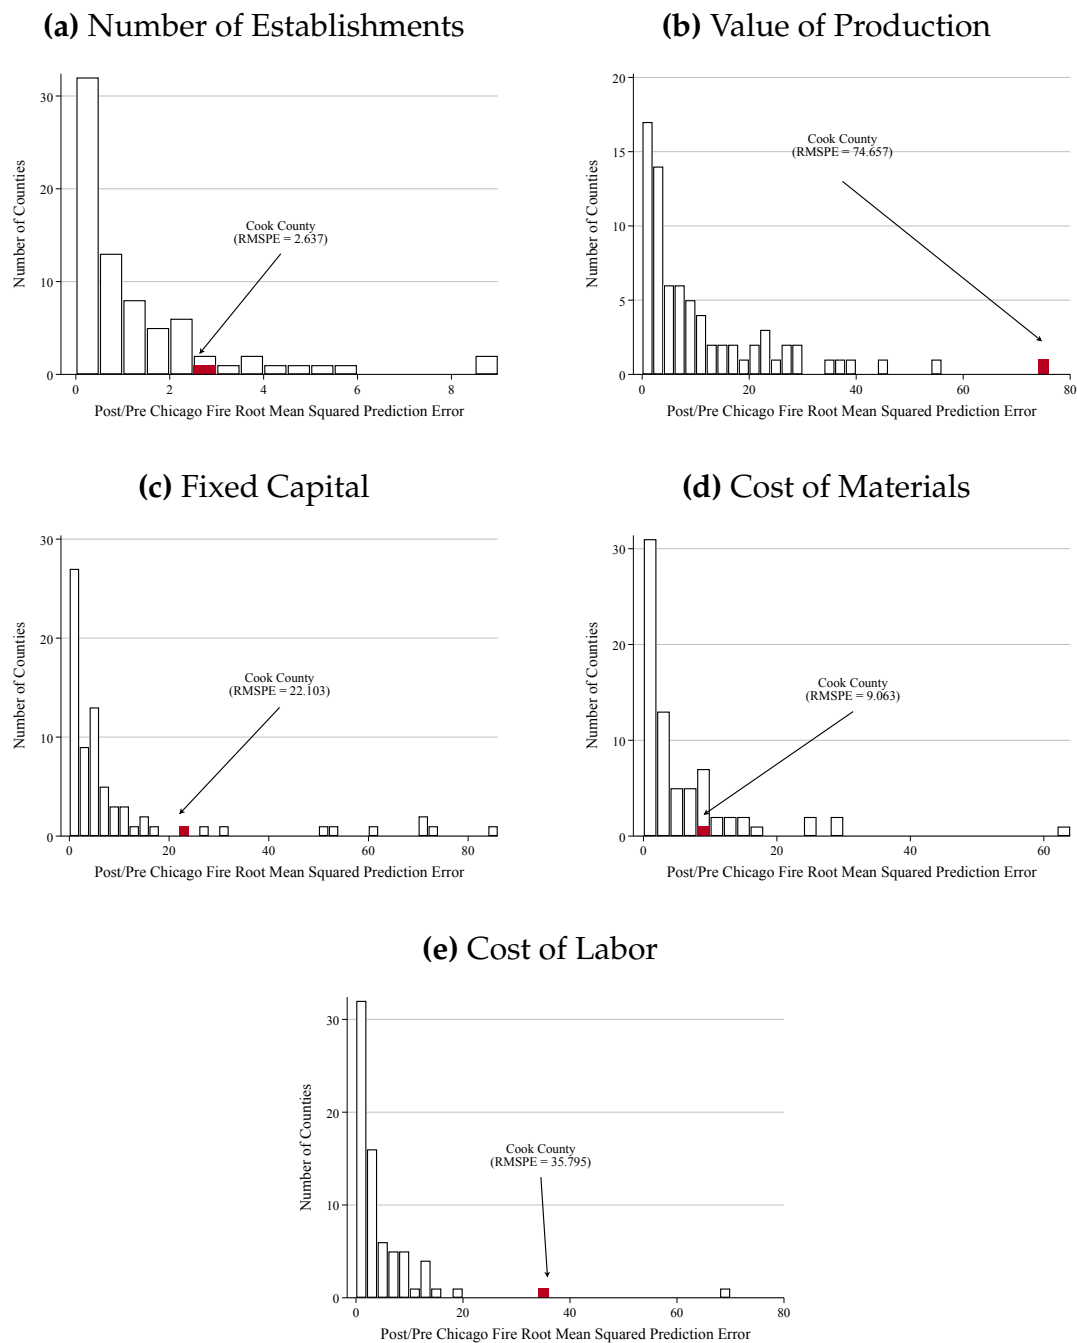 (a) Number of Establishments
Number of Counties
30
20
10
0
Cook County
(RMSPE = 2.637)
0 2 4 6 8
Post/Pre Chicago Fire Root Mean Squared Prediction Error
(b) Value of Production
Number of Counties
20
15
10
5
0
Cook County
(RMSPE = 74.657)
0 20 40 60 80
Post/Pre Chicago Fire Root Mean Squared Prediction Error
(c) Fixed Capital
Number of Counties
30
20
10
0
Cook County
(RMSPE = 22.103)
0 20 40 60 80
Post/Pre Chicago Fire Root Mean Squared Prediction Error
(d) Cost of Materials
Number of Counties
30
20
10
0
Cook County
(RMSPE = 9.063)
0 20 40 60
Post/Pre Chicago Fire Root Mean Squared Prediction Error
(e) Cost of Labor
Number of Counties
30
20
10
0
Cook County
(RMSPE = 35.795)
0 20 40 60 80
Post/Pre Chicago Fire Root Mean Squared Prediction Error